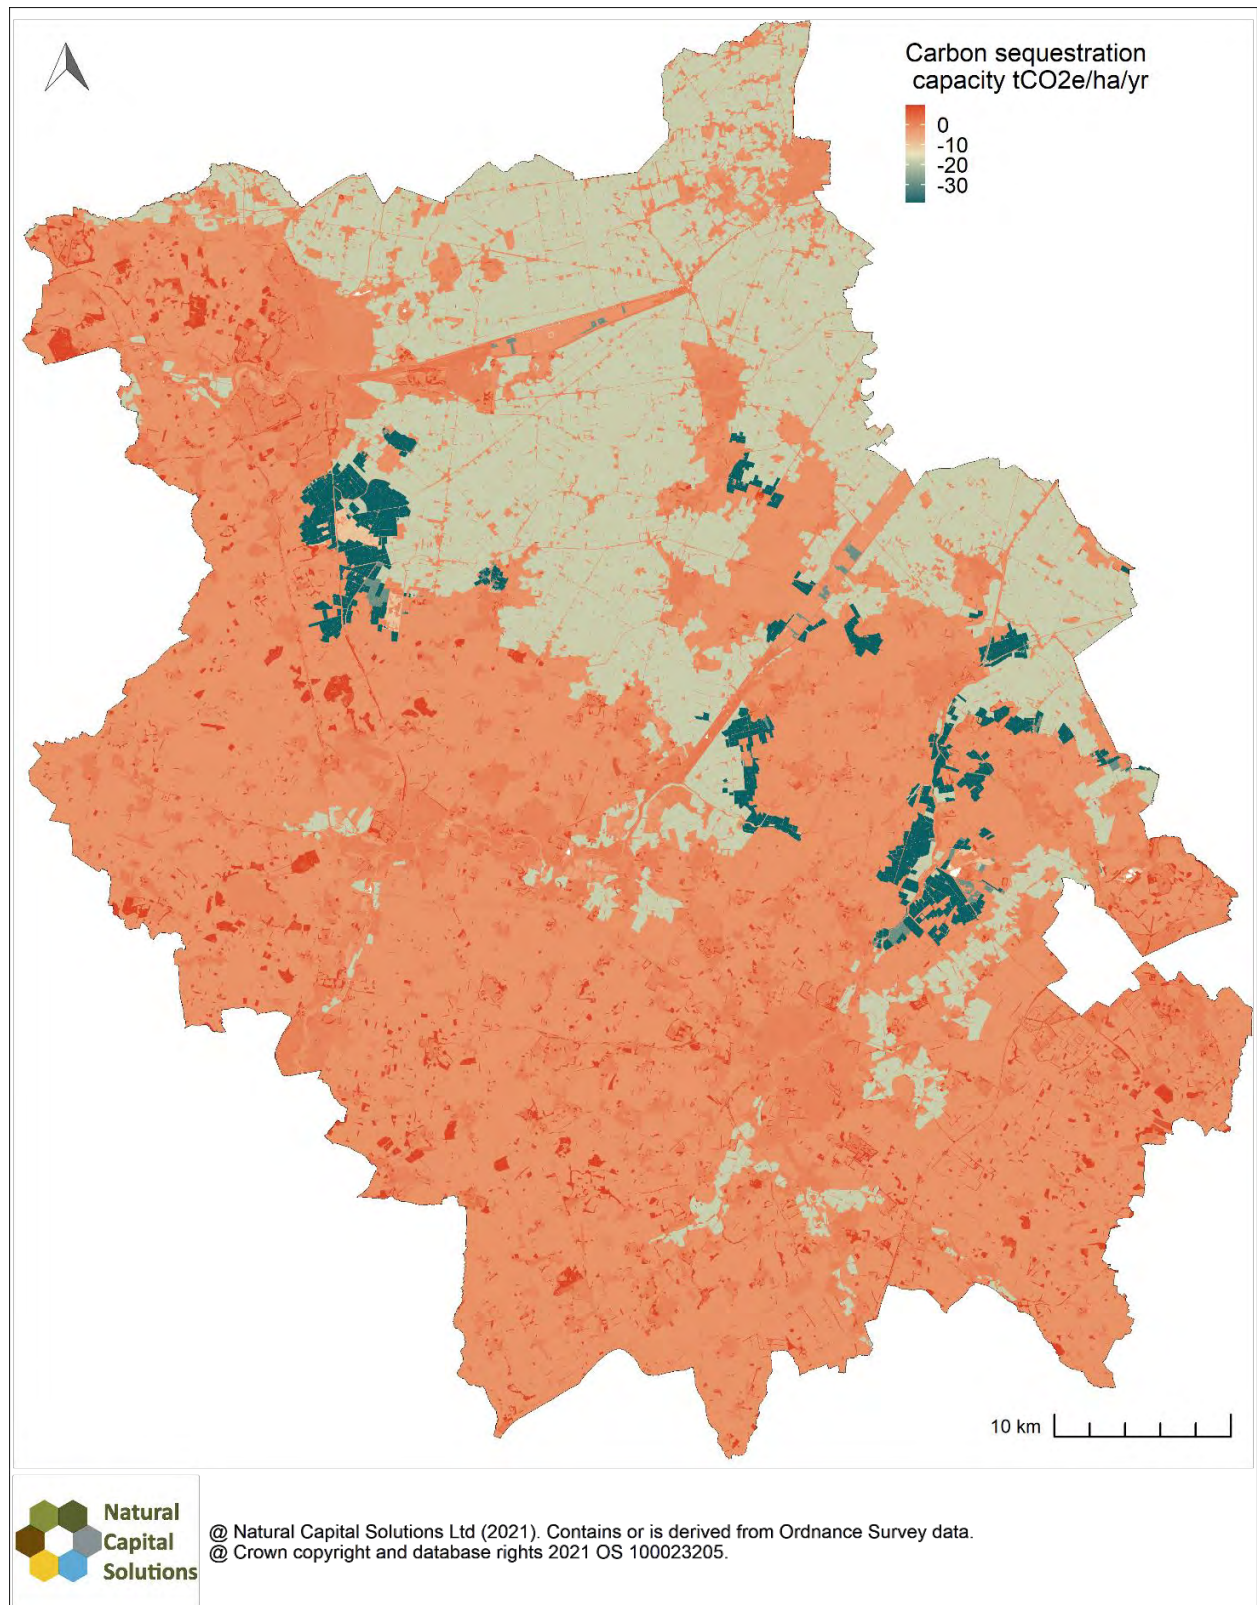 Carbon sequestration
capacity tCO2e/ha/yr
0
-10
-20
-30
10 km
Natural
Capital
Solutions
@ Natural Capital Solutions Ltd (2021). Contains or is derived from Ordnance Survey data.
@ Crown copyright and database rights 2021 OS 100023205.